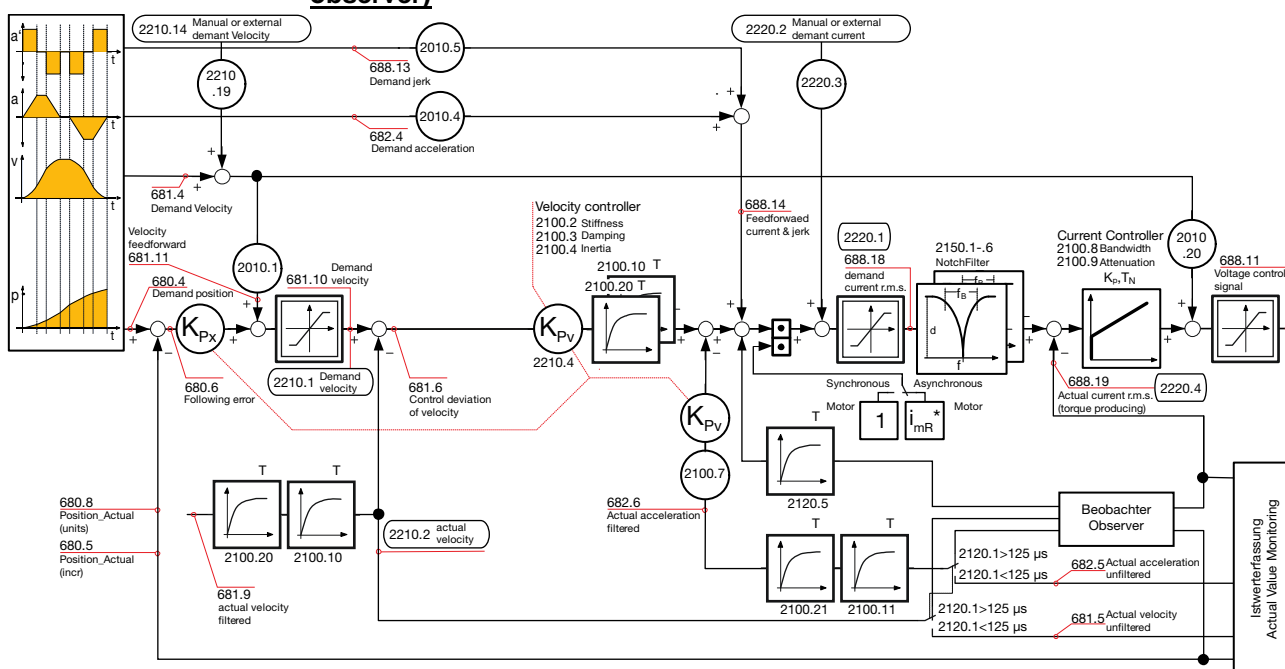 observery
2210.14 Manual or external
demant Velocity
2220.2 Manual or external
demant current
a'
t
2010.5
688.13
Demand jerk
2210
.19
2220.3
a
t
2010.4
682.4
Demand acceleration
v
t
681.4
Demand Velocity
Velocity
feedforward
681.11
2010.1
681.10 Demand
velocity
Velocity controller
2100.2 Stiffness
2100.3 Damping
2100.4 Inertia
2100.10 T
2100.20 T
688.14
Feedforwaed
current & jerk
2220.1
688.18
demand
current r.m.s.
2150.1-.6
NotchFilter
fB
d
f
Current Controller
2100.8 Bandwidth
2100.9 Attenuation
KP,TN
2010
.20
688.11
Voltage control
signal
p
t
680.4
Demand position
KPx
KPv
2210.4
680.6
Following error
2210.1 Demand
velocity
681.6
Control deviation
of velocity
KPv
2100.7
Synchronous Asynchronous
Motor Motor
1
imR*
688.19
Actual current r.m.s.
(torque producing)
2220.4
T
2120.5
680.8
Position_Actual
(units)
680.5
Position_Actual
(incr)
T T
2100.20 2100.10
681.9
actual velocity
filtered
2210.2 actual
velocity
682.6
Actual acceleration
filtered
T T
2100.21 2100.11
Beobachter
Observer
2120.1>125 µs
2120.1<125 µs
682.5 Actual acceleration
unfiltered
2120.1>125 µs
2120.1<125 µs
681.5 Actual velocity
unfiltered
Istwerterfassung
Actual Value Monitoring